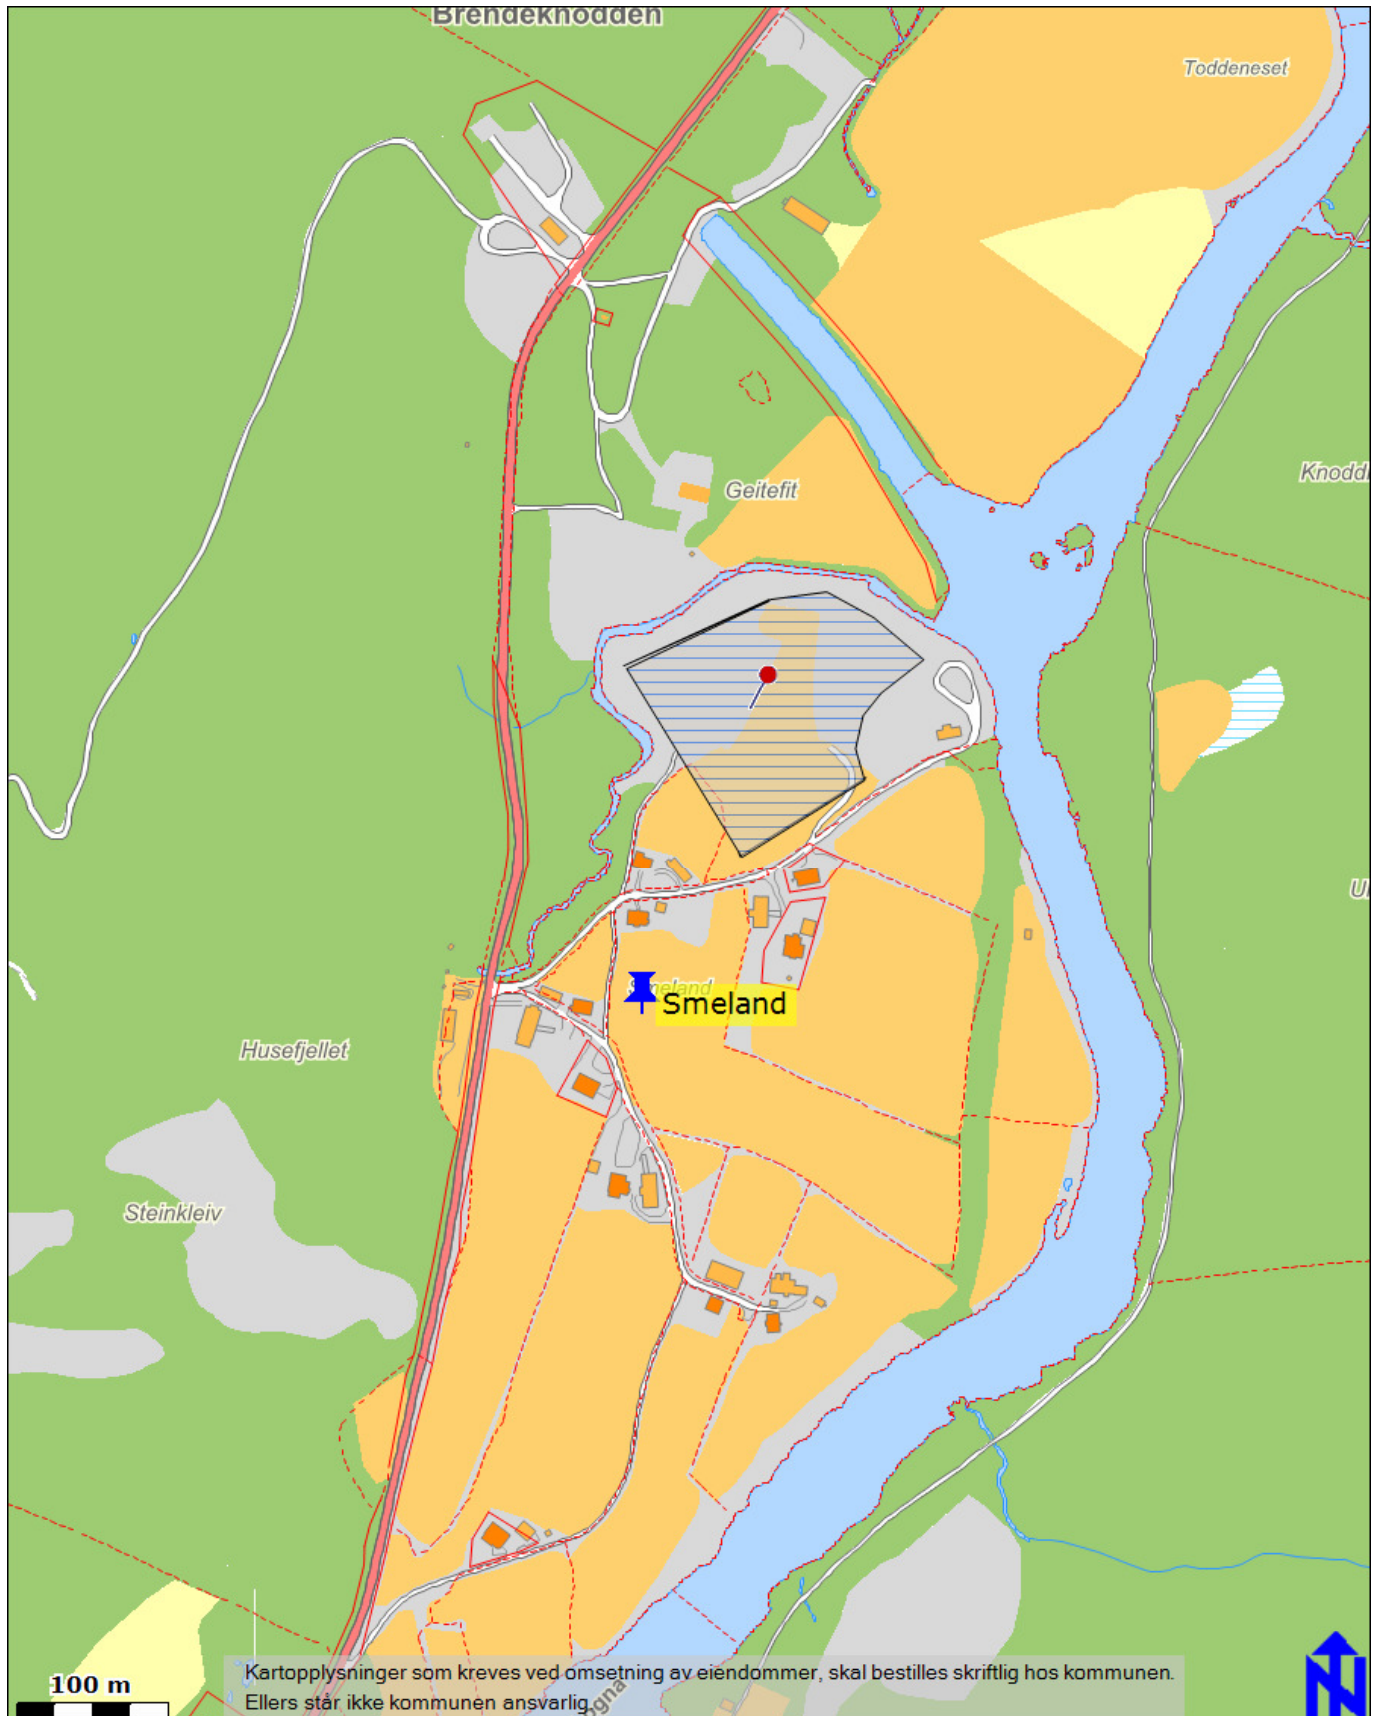 Brendeknodden
Toddeneset
Geitefit
Smeland
Smeland
Husefjellet
Steinkleiv
100 m
Kartopplysninger som kreves ved omsetning av eiendommer, skal bestilles skriftlig hos kommunen.
Ellers står ikke kommunen ansvarlig.
N